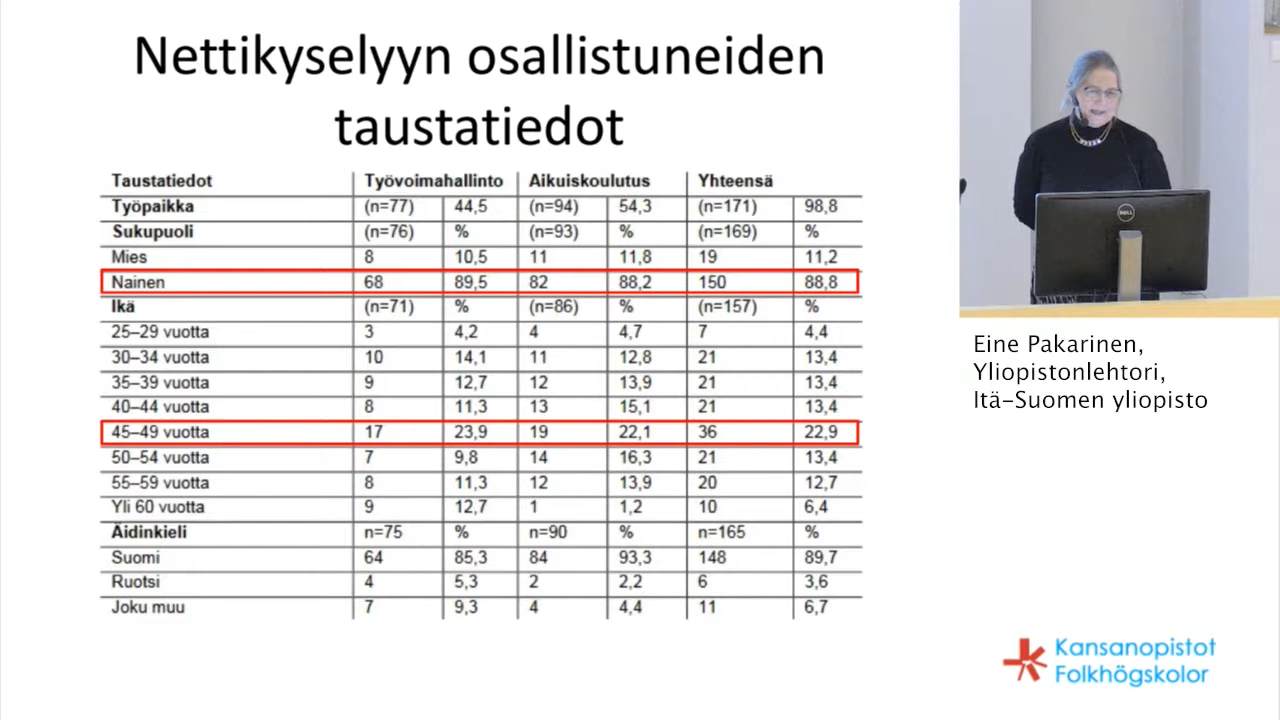 Nettikyselyyn osallistuneiden
taustatiedot
Taustatiedot Työvoimahallinto Aikuiskoulutus Yhteensä
Työpaikka (n=77) 44,5 (n=94) 54,3 (n=171) 98,8
Sukupuoli (n=76) % (n=93) % (n=169) %
Mies 8 10,5 11 11,8 19 11,2
Nainen 68 89,5 82 88,2 150 88,8
Ikä (n=71) % (n=86) % (n=157) %
25–29 vuotta 3 4,2 4 4,7 7 4,4
30–34 vuotta 10 14,1 11 12,8 21 13,4
35–39 vuotta 9 12,7 12 13,9 21 13,4
40–44 vuotta 8 11,3 13 15,1 21 13,4
45–49 vuotta 17 23,9 19 22,1 36 22,9
50–54 vuotta 7 9,8 14 16,3 21 13,4
55–59 vuotta 8 11,3 12 13,9 20 12,7
Yli 60 vuotta 9 12,7 1 1,2 10 6,4
Äidinkieli n=75 % n=90 % n=165 %
Suomi 64 85,3 84 93,3 148 89,7
Ruotsi 4 5,3 2 2,2 6 3,6
Joku muu 7 9,3 4 4,4 11 6,7
DELL
Eine Pakarinen,
Yliopistonlehtori,
Itä-Suomen yliopisto
Kansanopistot
Folkhögskolor